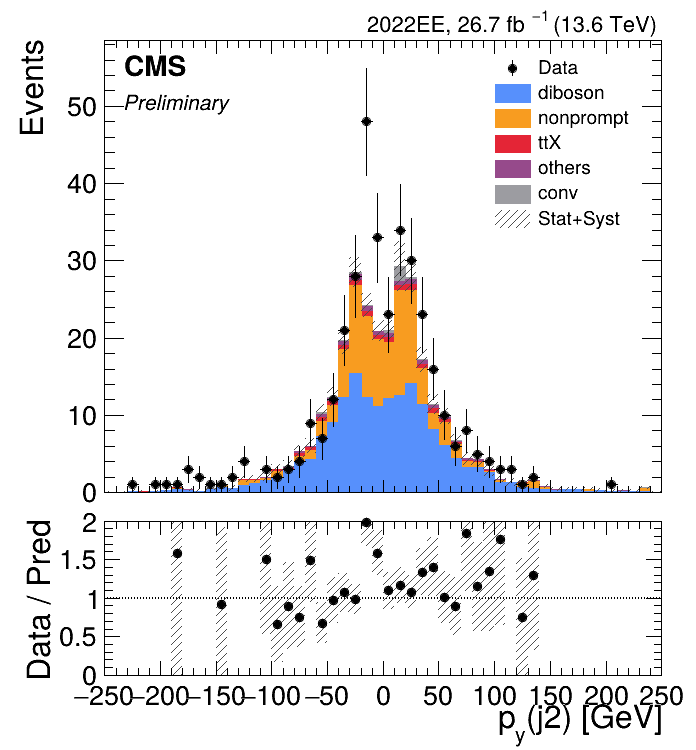 2022EE, 26.7 fb⁻¹ (13.6 TeV)
CMS
Preliminary
Events
Data
diboson
nonprompt
ttX
others
conv
Stat+Syst
50
40
30
20
10
0
Data / Pred
2
1.5
1
0.5
0
−250 −200 −150 −100 −50 0 50 100 150 200 250
p_y(j2) [GeV]